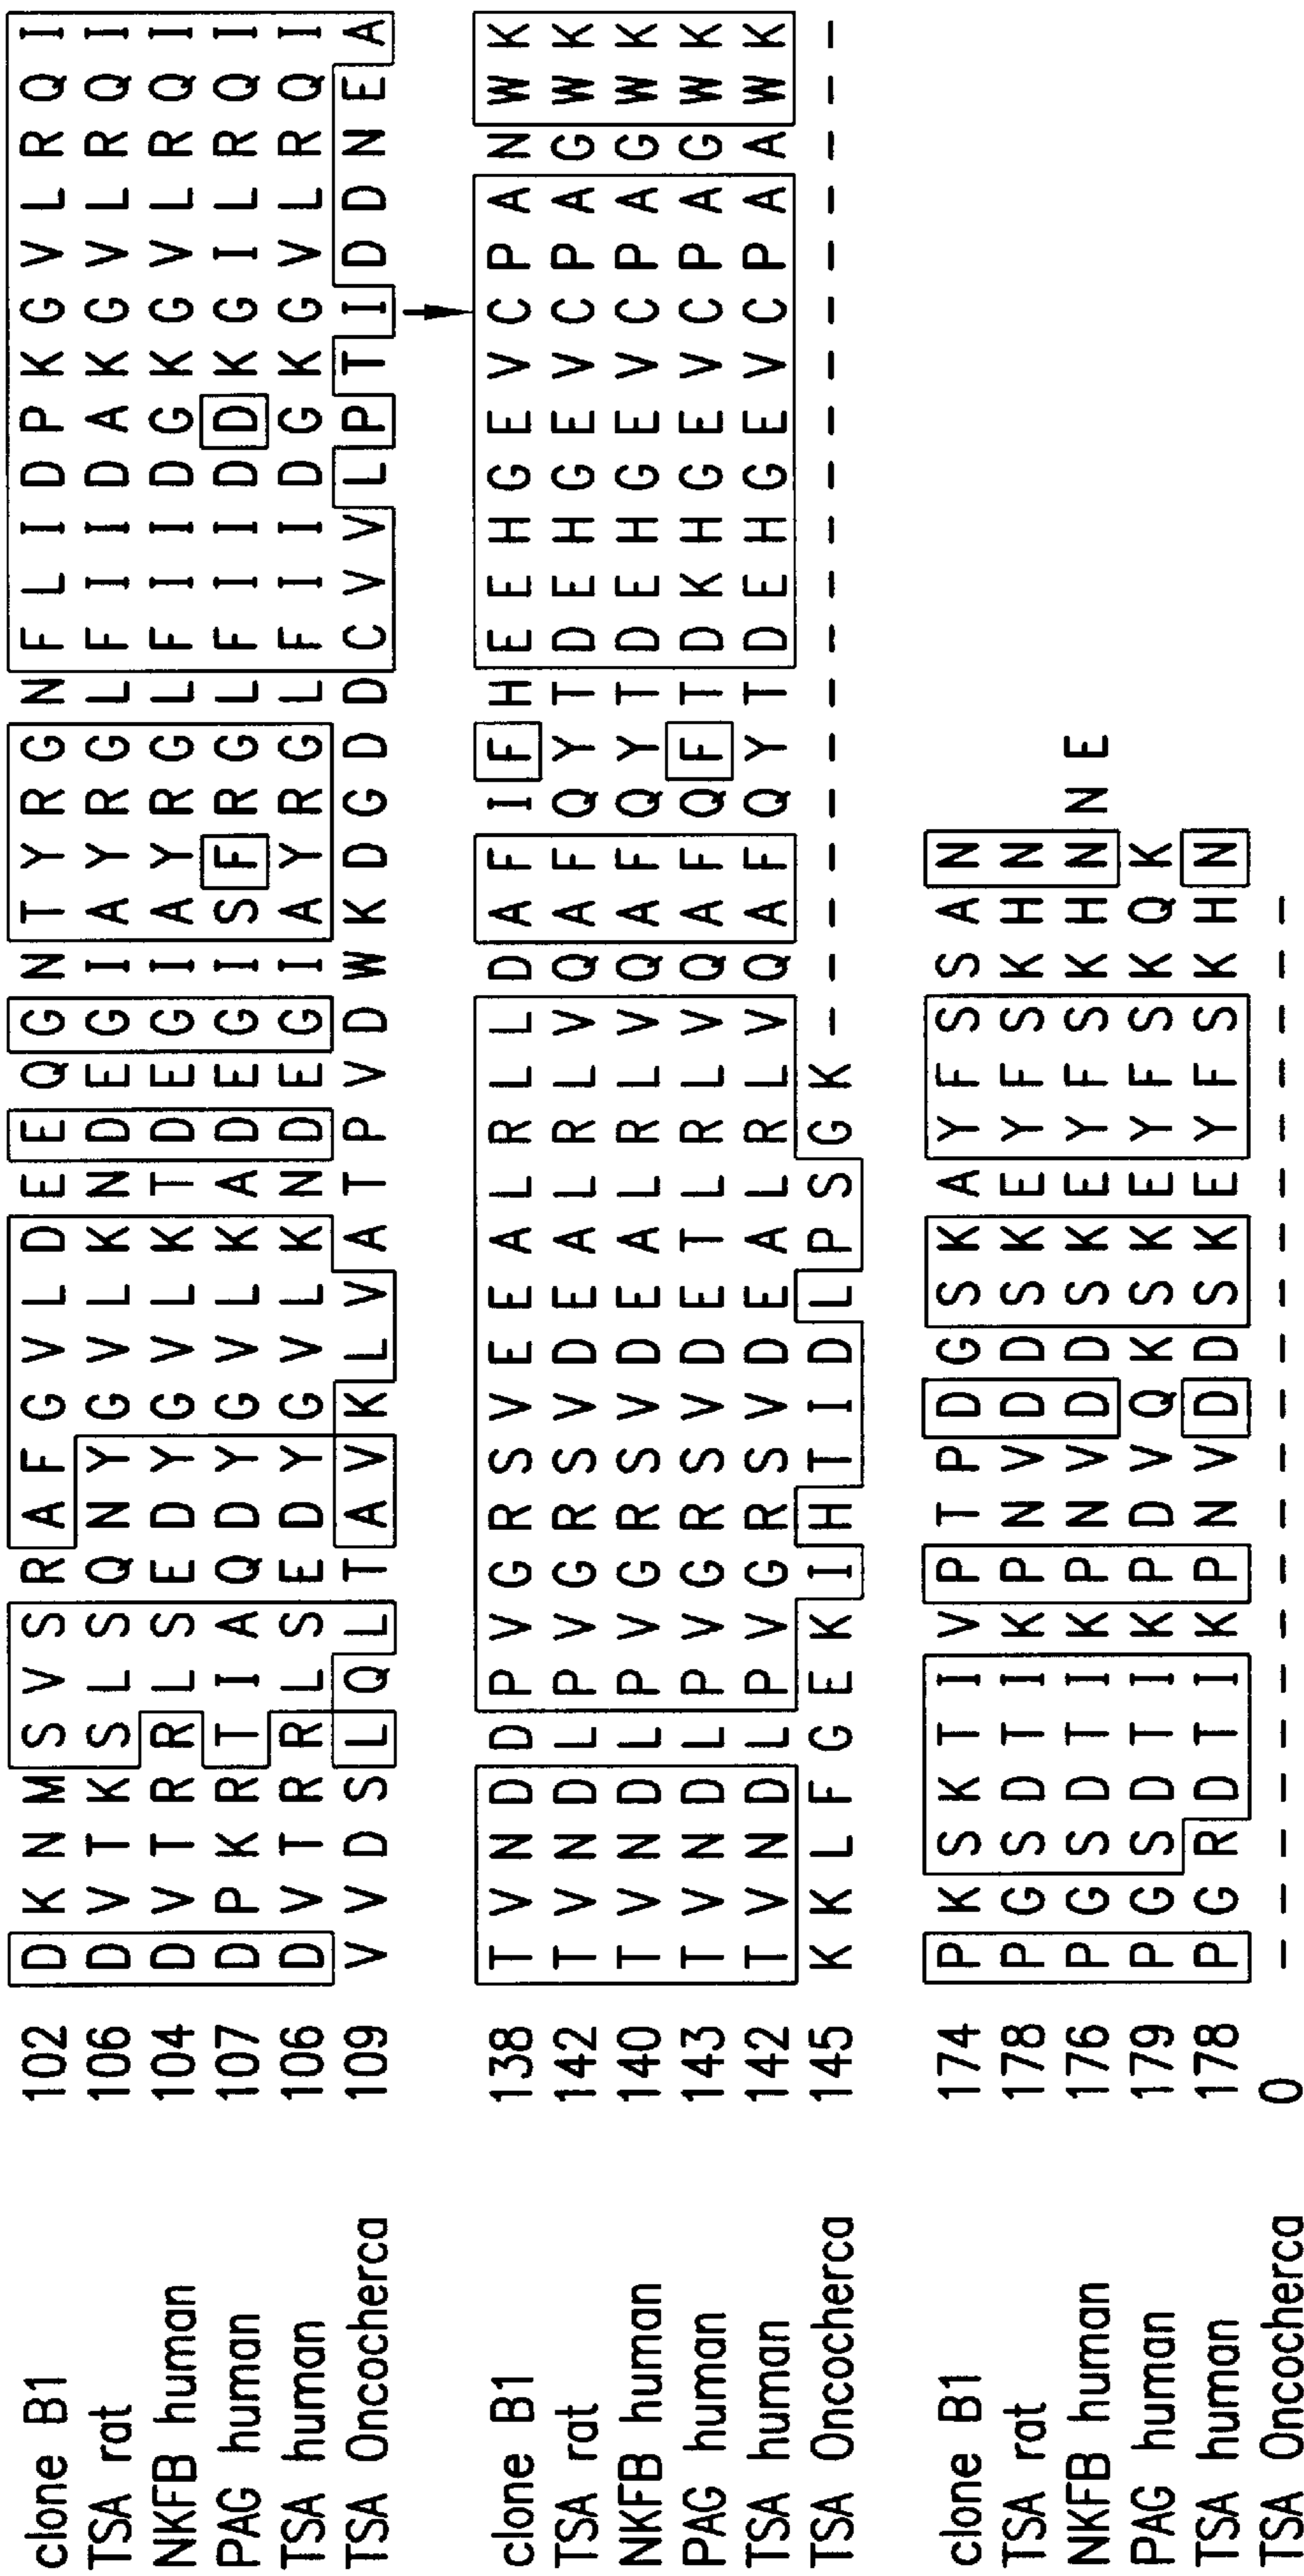 clone B1 102 D K N M S V S R A F G V L D E E Q G N T Y R G N F L I D P K G V L R Q I
TSA rat 106 D V T K S L S Q N Y G V L K N D E G I A Y R G L F I I D A K G V L R Q I
NKFB human 104 D V T R R L S E D Y G V L K T D E G I A Y R G L F I I D G K G V L R Q I
PAG human 107 D P K R T I A Q D Y G V L K A D E G I S F R G L F I I D D K G I L R Q I
TSA human 106 D V T R R L S E D Y G V L K N D E G I A Y R G L F I I D G K G V L R Q I
TSA Oncocherca 109 V V D S L Q L T A V K L V A T P V D W K D G D D C V V L P T I D D N E A
clone B1 138 T V N D D P V G R S V E E A L R L L D A F I F H E E H G E V C P A N W K
TSA rat 142 T V N D L P V G R S V D E A L R L V Q A F Q Y T D E H G E V C P A G W K
NKFB human 140 T V N D L P V G R S V D E A L R L V Q A F Q Y T D E H G E V C P A G W K
PAG human 143 T V N D L P V G R S V D E T L R L V Q A F Q F T D K H G E V C P A G W K
TSA human 142 T V N D L P V G R S V D E A L R L V Q A F Q Y T D E H G E V C P A A W K
TSA Oncocherca 145 K K L F G E K I H T I D L P S G K - - - - - - - - - - - - - - - - - - -
clone B1 174 P K S K T I V P T P D G S K A Y F S S A N
TSA rat 178 P G S D T I K P N V D D S K E Y F S K H N
NKFB human 176 P G S D T I K P N V D D S K E Y F S K H N N E
PAG human 179 P G S D T I K P D V Q K S K E Y F S K Q K
TSA human 178 P G R D T I K P N V D D S K E Y F S K H N
TSA Oncocherca 0 - - - - - - - - - - - - - - - - - - - -